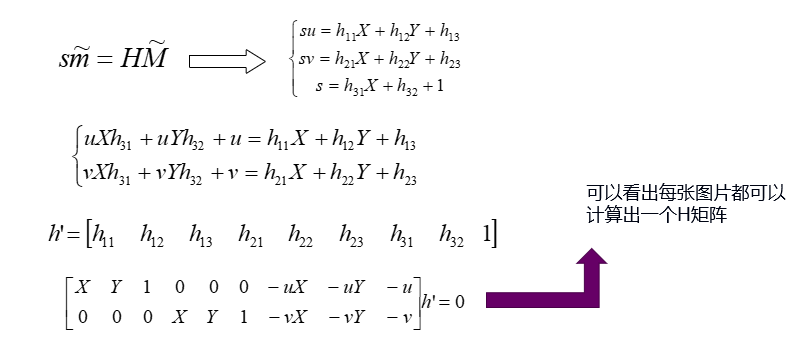 s m̃ = H M̃
su = h₁₁X + h₁₂Y + h₁₃
sv = h₂₁X + h₂₂Y + h₂₃
s = h₃₁X + h₃₂ + 1
uXh₃₁ + uYh₃₂ + u = h₁₁X + h₁₂Y + h₁₃
vXh₃₁ + vYh₃₂ + v = h₂₁X + h₂₂Y + h₂₃
可以看出每张图片都可以
计算出一个H矩阵
h' = [h₁₁ h₁₂ h₁₃ h₂₁ h₂₂ h₂₃ h₃₁ h₃₂ 1]
[X Y 1 0 0 0 −uX −uY −u
0 0 0 X Y 1 −vX −vY −v] h' = 0